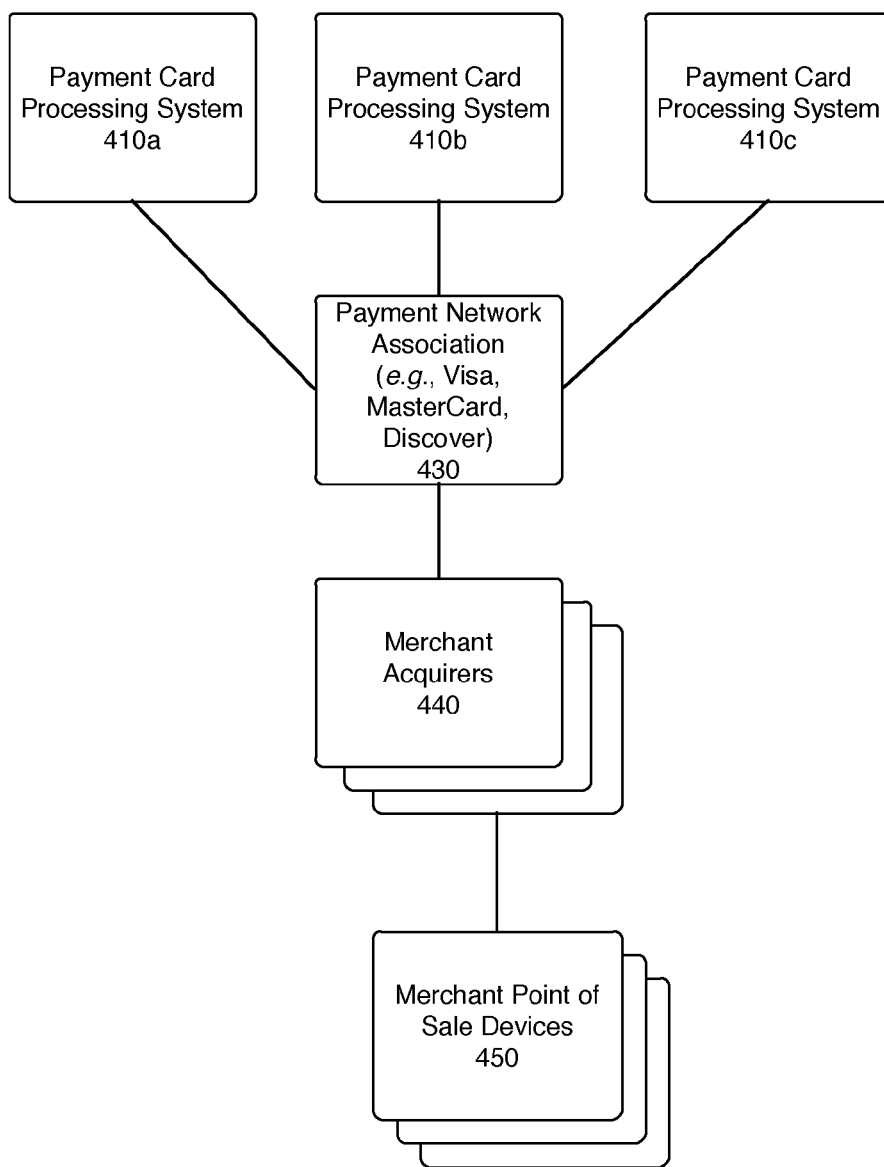 Payment Card
Processing System
410a
Payment Card
Processing System
410b
Payment Card
Processing System
410c
Payment Network
Association
(e.g., Visa,
MasterCard,
Discover)
430
Merchant
Acquirers
440
Merchant Point of
Sale Devices
450